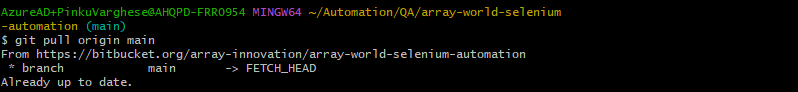 AzureAD+PinkuVarghese@AHQPD-FRR0954 MINGW64 ~/Automation/QA/array-world-selenium
-automation (main)
$ git pull origin main
From https://bitbucket.org/array-innovation/array-world-selenium-automation
 * branch            main       -> FETCH_HEAD
Already up to date.